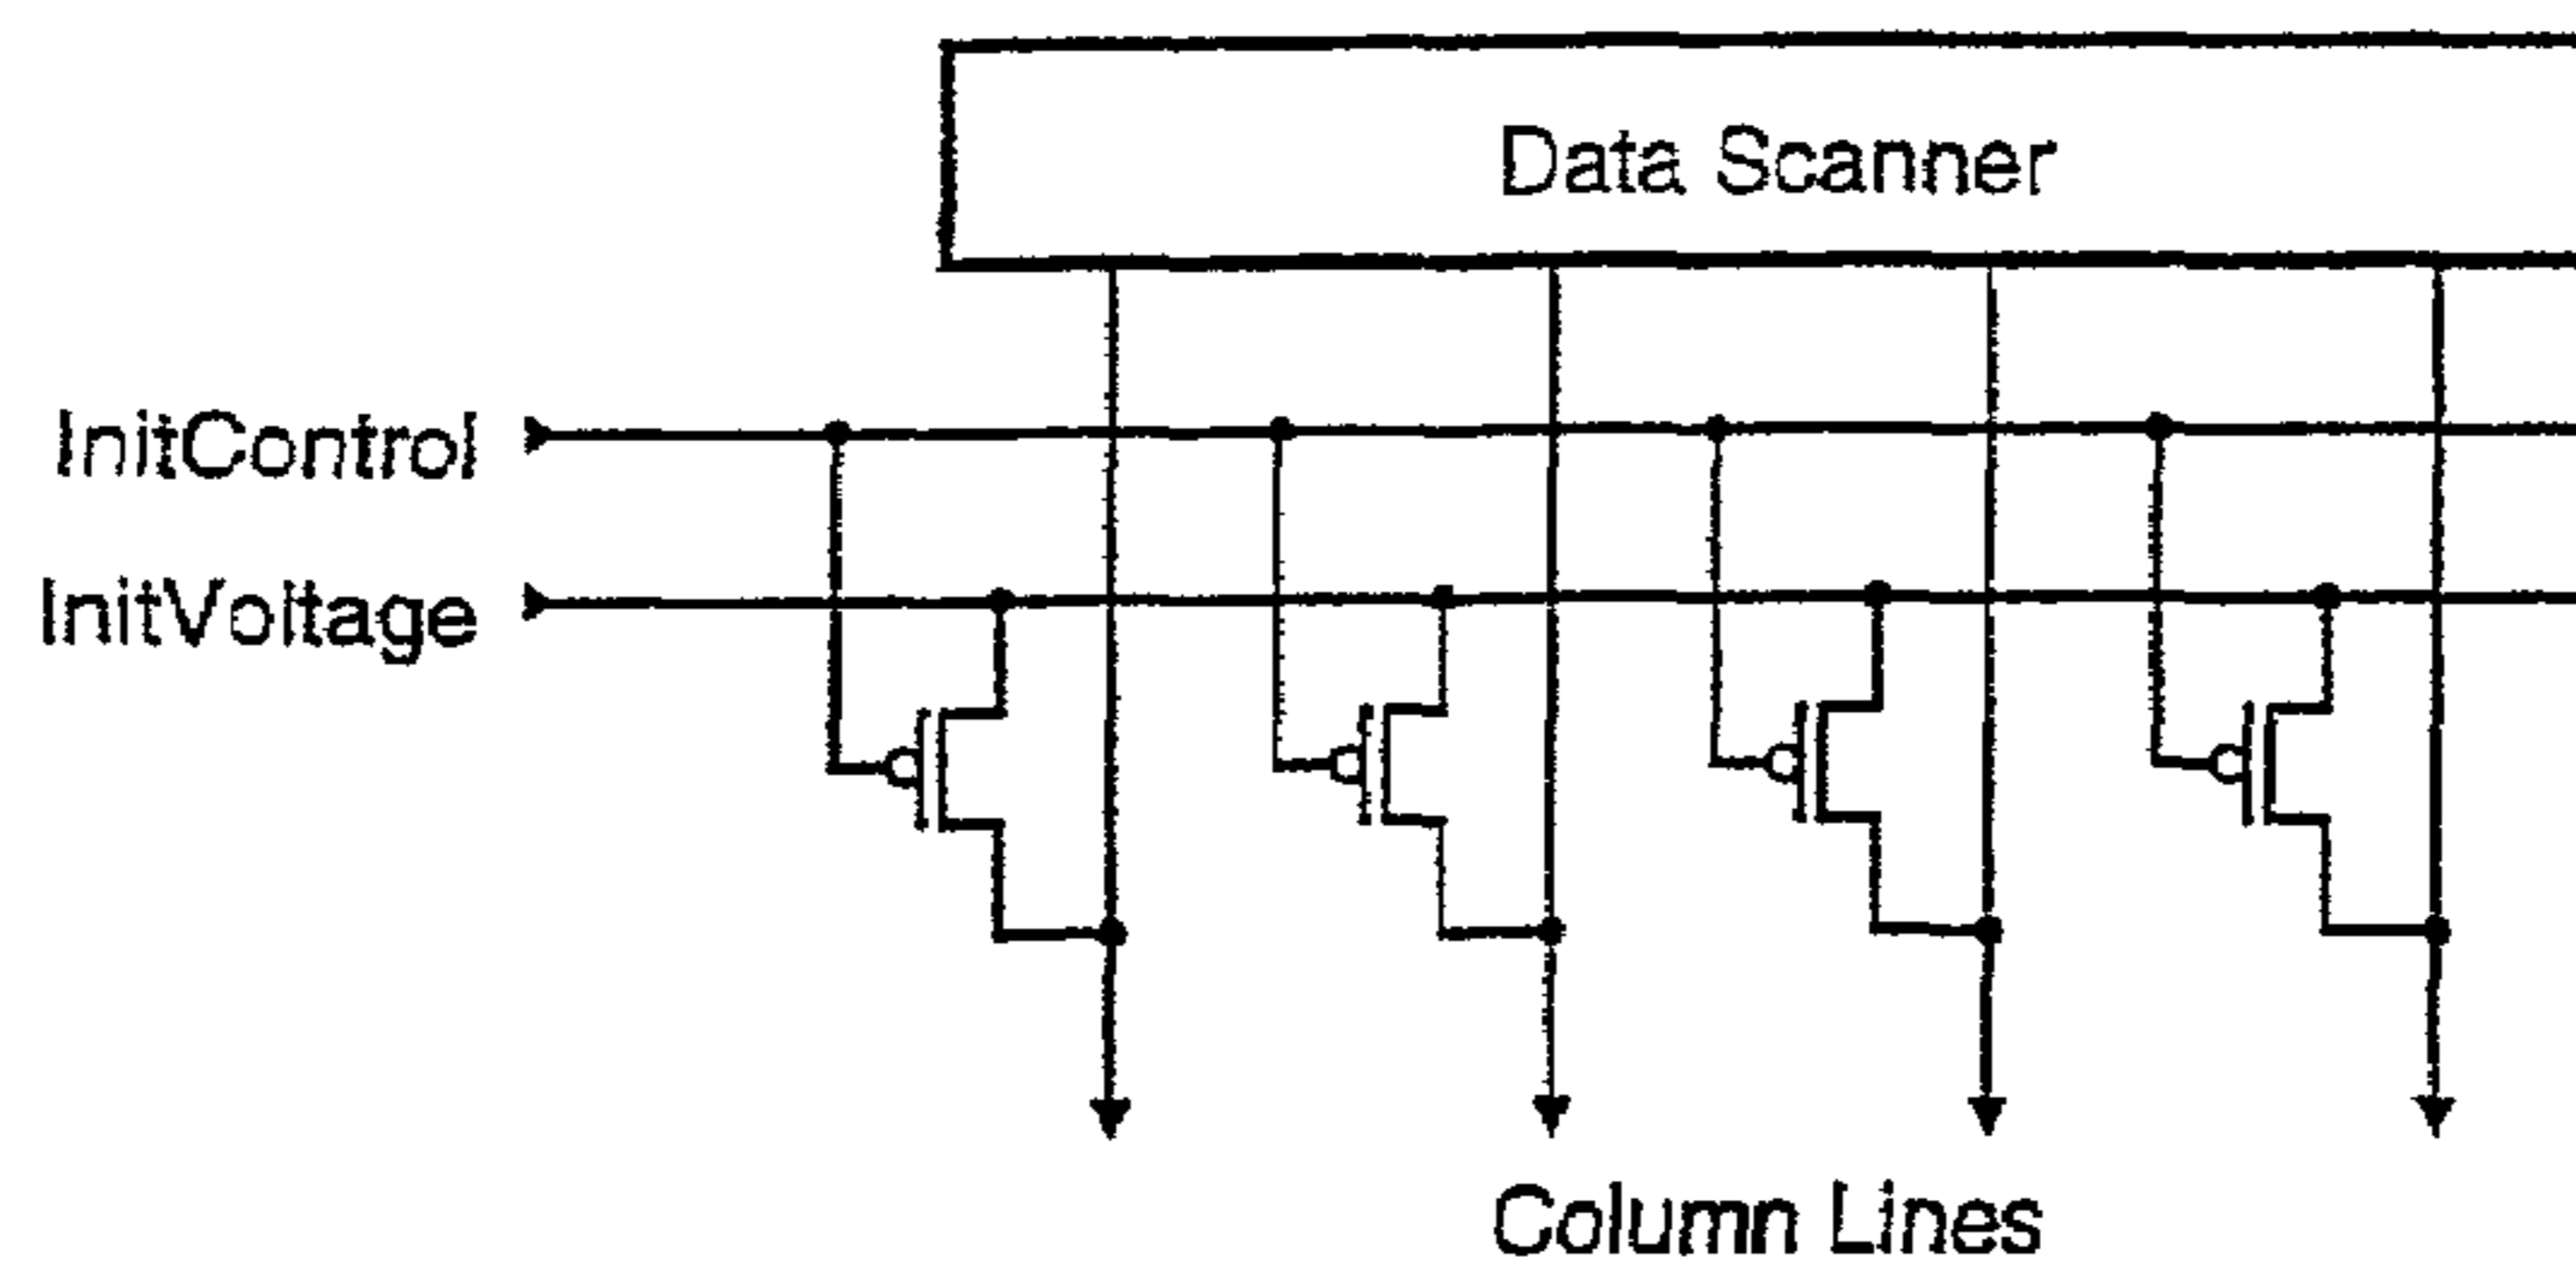 Data Scanner
InitControl
InitVoltage
Column Lines